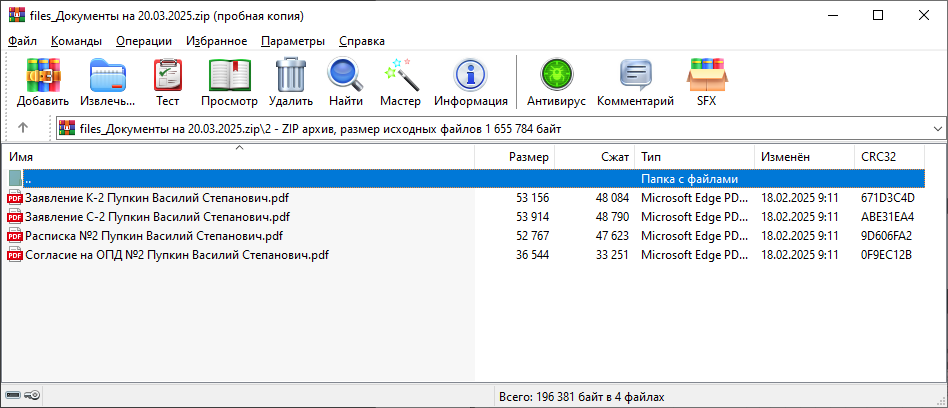 files_Документы на 20.03.2025.zip (пробная копия)
Файл Команды Операции Избранное Параметры Справка
Добавить Извлечь... Тест Просмотр Удалить Найти Мастер Информация Антивирус Комментарий SFX
files_Документы на 20.03.2025.zip\2 - ZIP архив, размер исходных файлов 1 655 784 байт
Имя Размер Сжат Тип Изменён CRC32
.. Папка с файлами
PDF Заявление К-2 Пупкин Василий Степанович.pdf 53 156 48 084 Microsoft Edge PD... 18.02.2025 9:11 671D3C4D
PDF Заявление С-2 Пупкин Василий Степанович.pdf 53 914 48 790 Microsoft Edge PD... 18.02.2025 9:11 ABE31EA4
PDF Расписка №2 Пупкин Василий Степанович.pdf 52 767 47 623 Microsoft Edge PD... 18.02.2025 9:11 9D606FA2
PDF Согласие на ОПД №2 Пупкин Василий Степанович.pdf 36 544 33 251 Microsoft Edge PD... 18.02.2025 9:11 0F9EC12B
Всего: 196 381 байт в 4 файлах